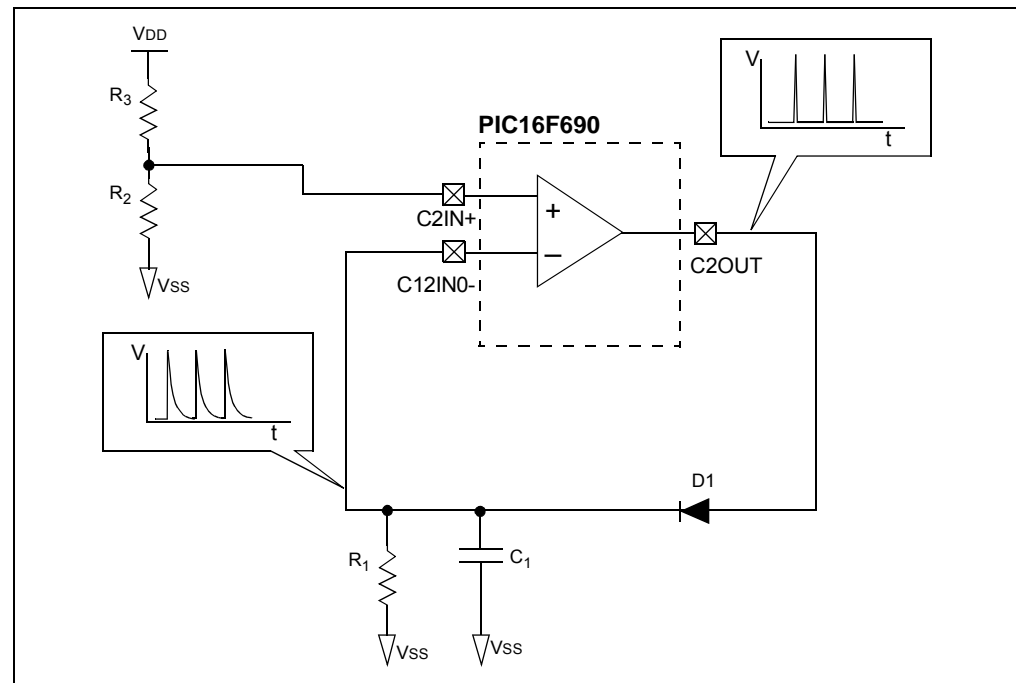 VDD
R3
R2
VSS
PIC16F690
C2IN+
C12IN0-
+
–
C2OUT
V
t
V
t
D1
R1
C1
VSS
VSS